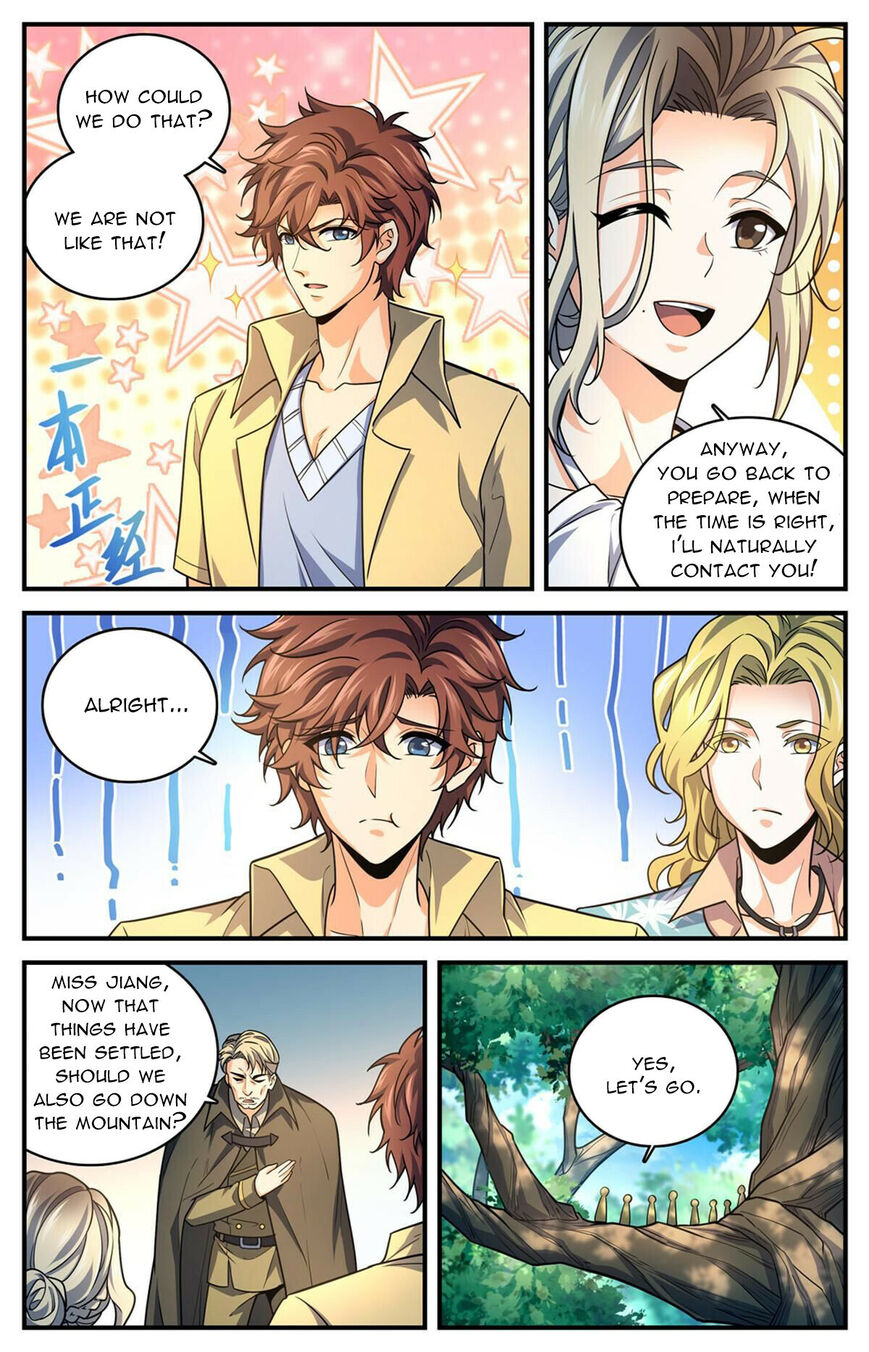 HOW COULD
WE DO THAT?
WE ARE NOT
LIKE THAT!
一本正经
ANYWAY,
YOU GO BACK TO
PREPARE, WHEN
THE TIME IS RIGHT,
I'LL NATURALLY
CONTACT YOU!
ALRIGHT...
MISS JIANG,
NOW THAT
THINGS HAVE
BEEN SETTLED,
SHOULD WE
ALSO GO DOWN
THE MOUNTAIN?
YES,
LET'S GO.